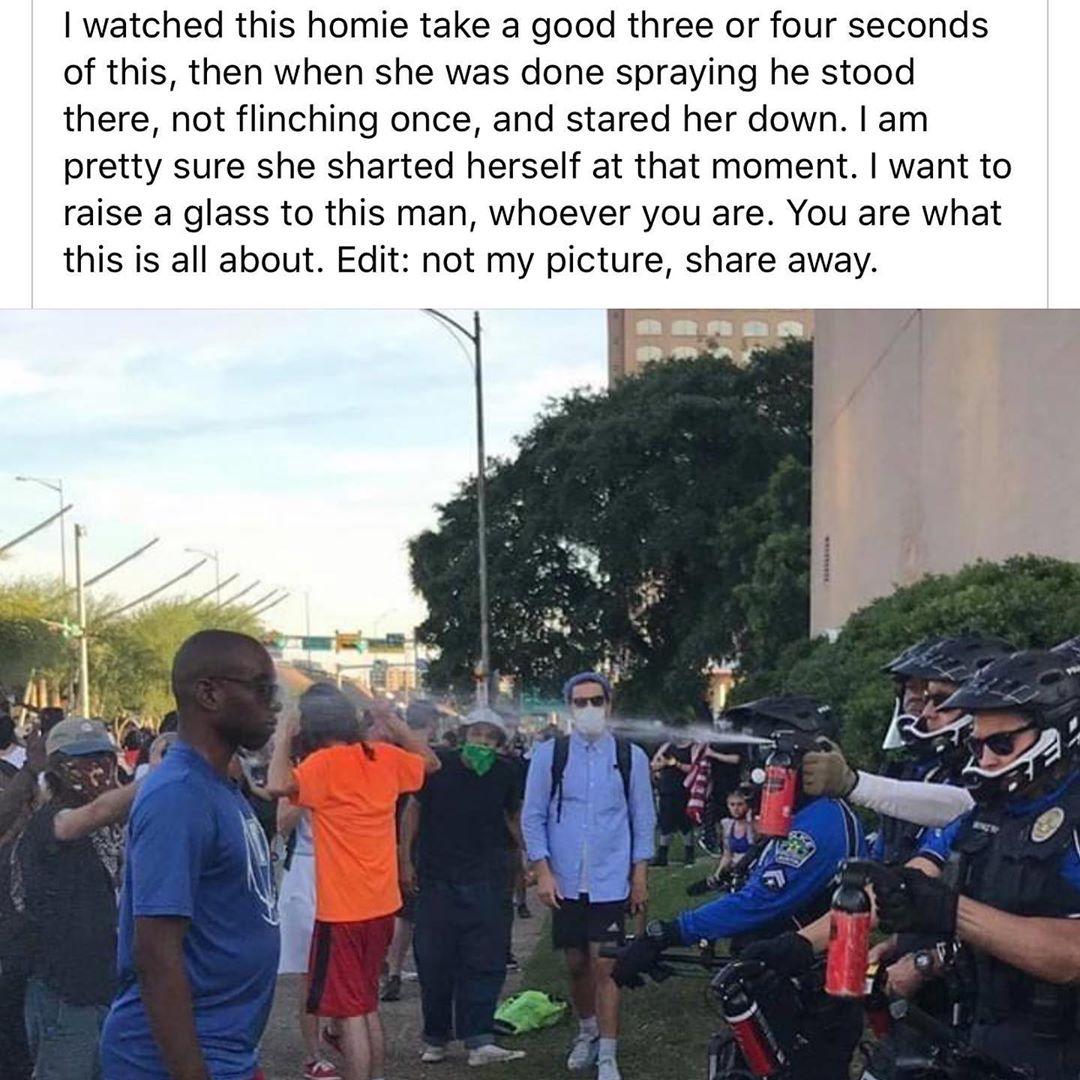 I watched this homie take a good three or four seconds
of this, then when she was done spraying he stood
there, not flinching once, and stared her down. I am
pretty sure she sharted herself at that moment. I want to
raise a glass to this man, whoever you are. You are what
this is all about. Edit: not my picture, share away.